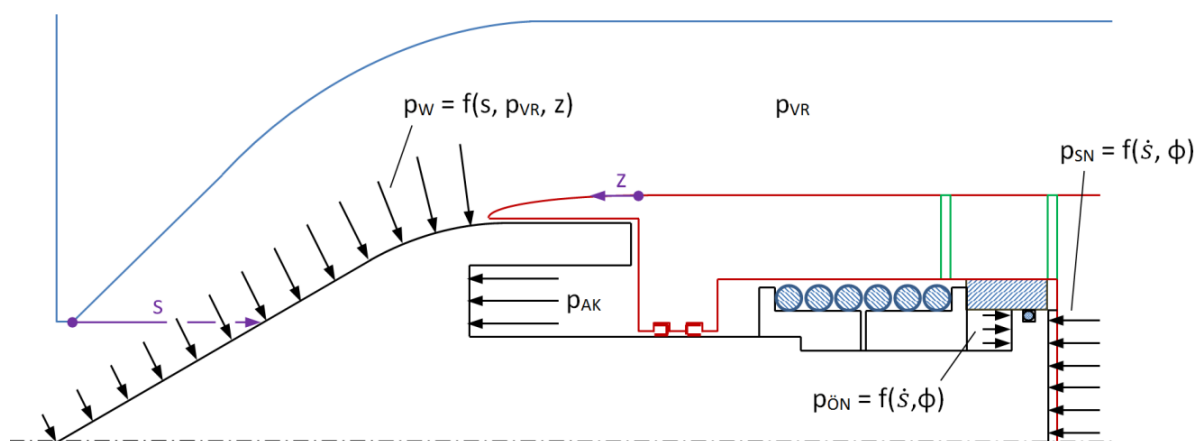 p_W = f(s, p_VR, z)
p_VR
p_SN = f(ṡ, ϕ)
z
s
p_AK
p_ÖN = f(ṡ,ϕ)